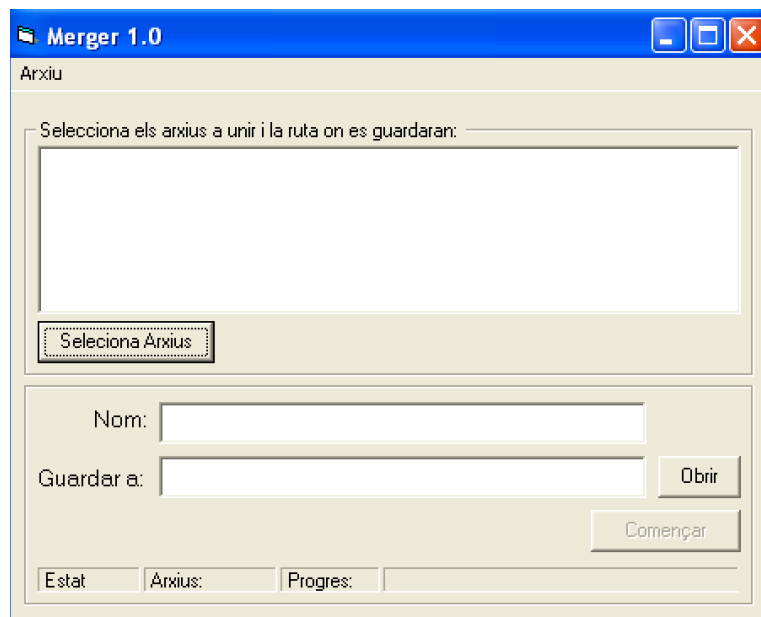 Merger 1.0
Arxiu
Selecciona els arxius a unir i la ruta on es guardaran:
Seleciona Arxius
Nom:
Guardar a:
Obrir
Començar
Estat Arxius: Progres: